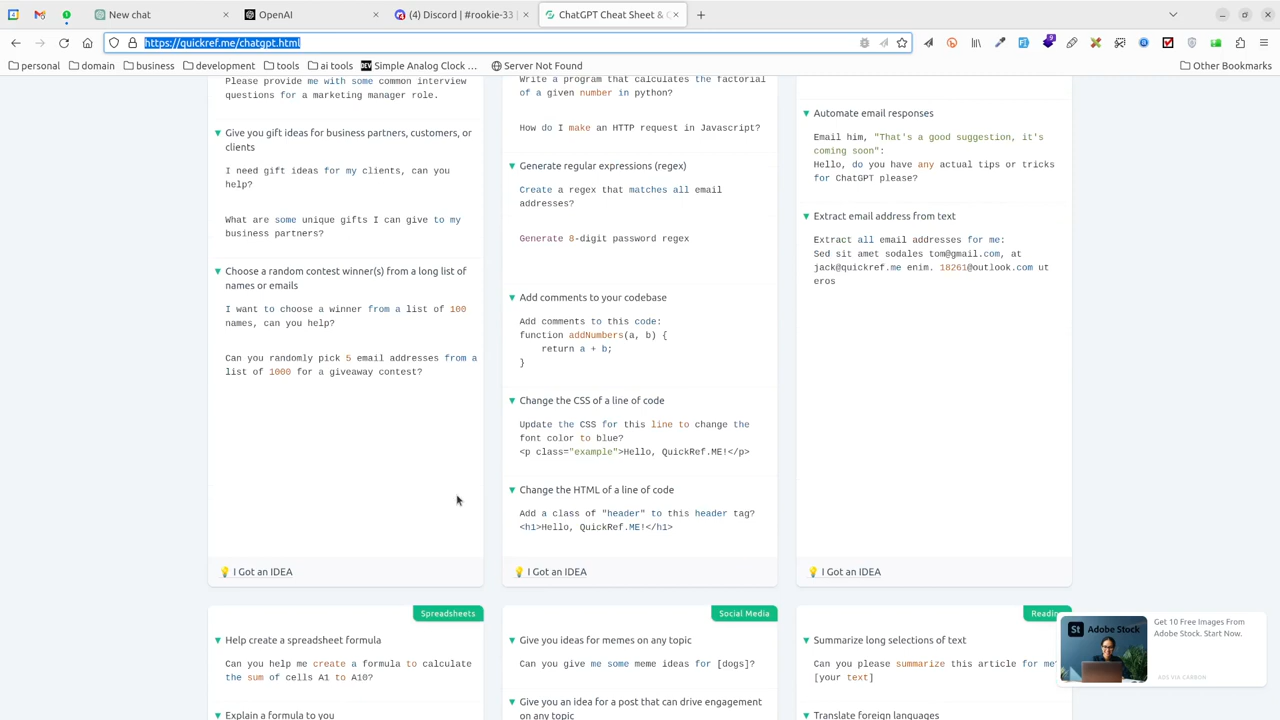 New chat
OpenAI
(4) Discord | #rookie-33
ChatGPT Cheat Sheet & C
https://quickref.me/chatgpt.html
9
personal
domain
business
development
tools
ai tools
DEV
Simple Analog Clock ...
Server Not Found
Other Bookmarks
Please provide me with some common interview
questions for a marketing manager role.
Give you gift ideas for business partners, customers, or
clients
I need gift ideas for my clients, can you
help?
What are some unique gifts I can give to my
business partners?
Choose a random contest winner(s) from a long list of
names or emails
I want to choose a winner from a list of 100
names, can you help?
Can you randomly pick 5 email addresses from a
list of 1000 for a giveaway contest?
💡 I Got an IDEA
Write a program that calculates the factorial
of a given number in python?
How do I make an HTTP request in Javascript?
Generate regular expressions (regex)
Create a regex that matches all email
addresses?
Generate 8-digit password regex
Add comments to your codebase
Add comments to this code:
function addNumbers(a, b) {
return a + b;
}
Change the CSS of a line of code
Update the CSS for this line to change the
font color to blue?
<p class="example">Hello, QuickRef.ME!</p>
Change the HTML of a line of code
Add a class of "header" to this header tag?
<h1>Hello, QuickRef.ME!</h1>
💡 I Got an IDEA
Automate email responses
Email him, "That's a good suggestion, it's
coming soon":
Hello, do you have any actual tips or tricks
for ChatGPT please?
Extract email address from text
Extract all email addresses for me:
Sed sit amet sodales tom@gmail.com, at
jack@quickref.me enim. 18261@outlook.com ut
eros
💡 I Got an IDEA
Spreadsheets
Help create a spreadsheet formula
Can you help me create a formula to calculate
the sum of cells A1 to A10?
Explain a formula to you
Social Media
Give you ideas for memes on any topic
Can you give me some meme ideas for [dogs]?
Give you an idea for a post that can drive engagement
on any topic
Summarize long selections of text
Can you please summarize this article for me?
[your text]
Translate foreign languages
St Adobe Stock
Get 10 Free Images From
Adobe Stock. Start Now.
ADS VIA CARBON